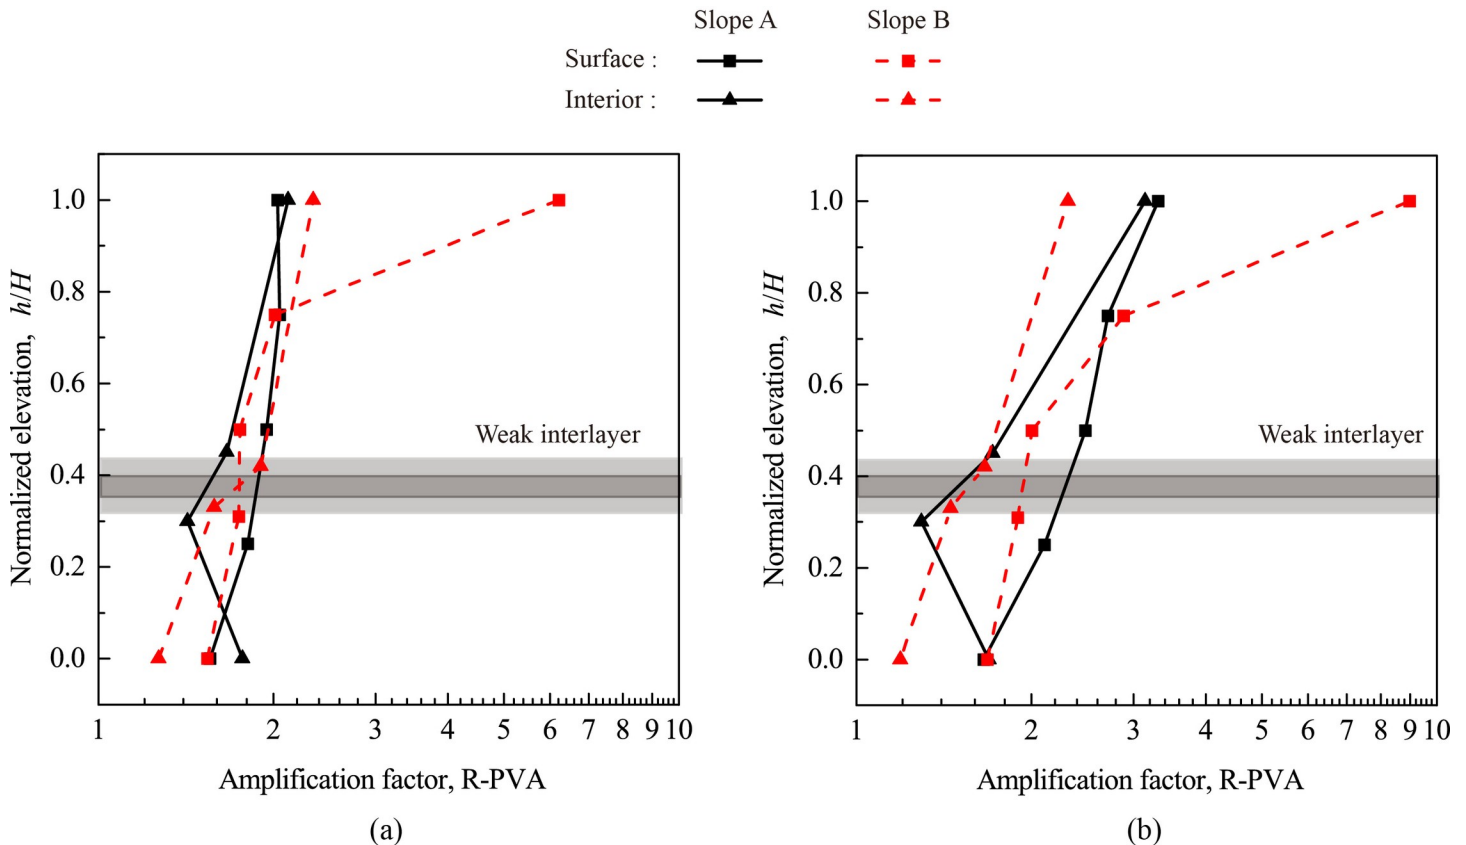 Slope A Slope B
Surface :
Interior :
1.0
0.8
0.6
0.4
0.2
0.0
Normalized elevation, h/H
Weak interlayer
1 2 3 4 5 6 7 8 9 10
Amplification factor, R-PVA
(a)
1.0
0.8
0.6
0.4
0.2
0.0
Normalized elevation, h/H
Weak interlayer
1 2 3 4 5 6 7 8 9 10
Amplification factor, R-PVA
(b)